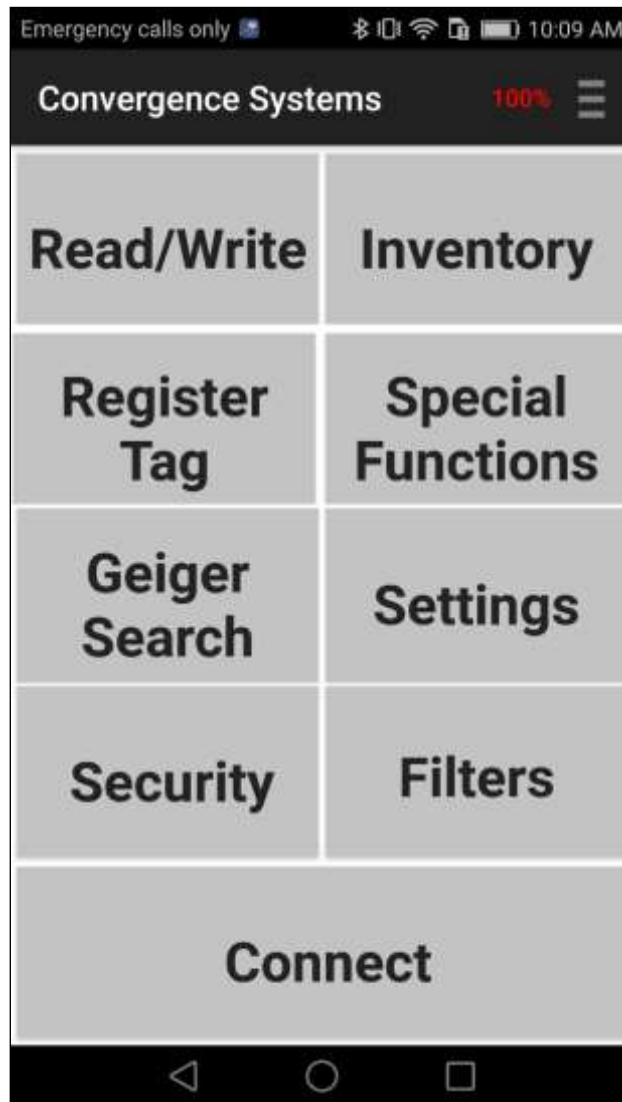 Emergency calls only 10:09 AM
Convergence Systems 100%
Read/Write Inventory
Register
Tag
Special
Functions
Geiger
Search
Settings
Security Filters
Connect